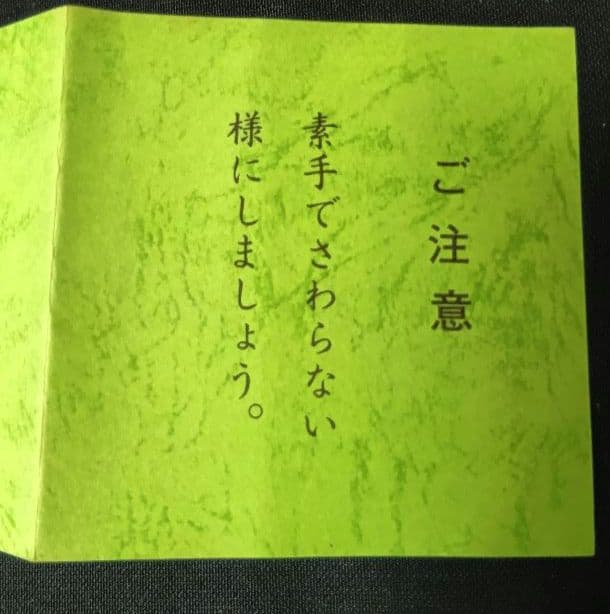 ご注意
素手でさわらない
様にしましょう。